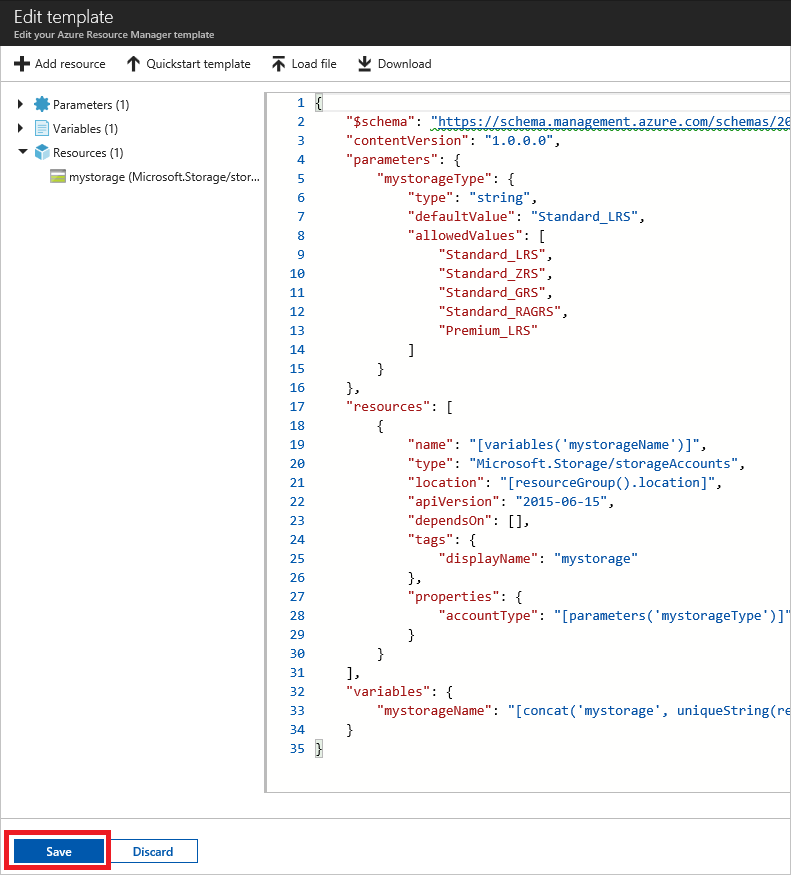 Edit template
Edit your Azure Resource Manager template
Add resource Quickstart template Load file Download
Parameters (1)
Variables (1)
Resources (1)
mystorage (Microsoft.Storage/stor...
1 {
2 "$schema": "https://schema.management.azure.com/schemas/20
3 "contentVersion": "1.0.0.0",
4 "parameters": {
5 "mystorageType": {
6 "type": "string",
7 "defaultValue": "Standard_LRS",
8 "allowedValues": [
9 "Standard_LRS",
10 "Standard_ZRS",
11 "Standard_GRS",
12 "Standard_RAGRS",
13 "Premium_LRS"
14 ]
15 }
16 },
17 "resources": [
18 {
19 "name": "[variables('mystorageName')]",
20 "type": "Microsoft.Storage/storageAccounts",
21 "location": "[resourceGroup().location]",
22 "apiVersion": "2015-06-15",
23 "dependsOn": [],
24 "tags": {
25 "displayName": "mystorage"
26 },
27 "properties": {
28 "accountType": "[parameters('mystorageType')]"
29 }
30 }
31 ],
32 "variables": {
33 "mystorageName": "[concat('mystorage', uniqueString(re
34 }
35 }
Save Discard